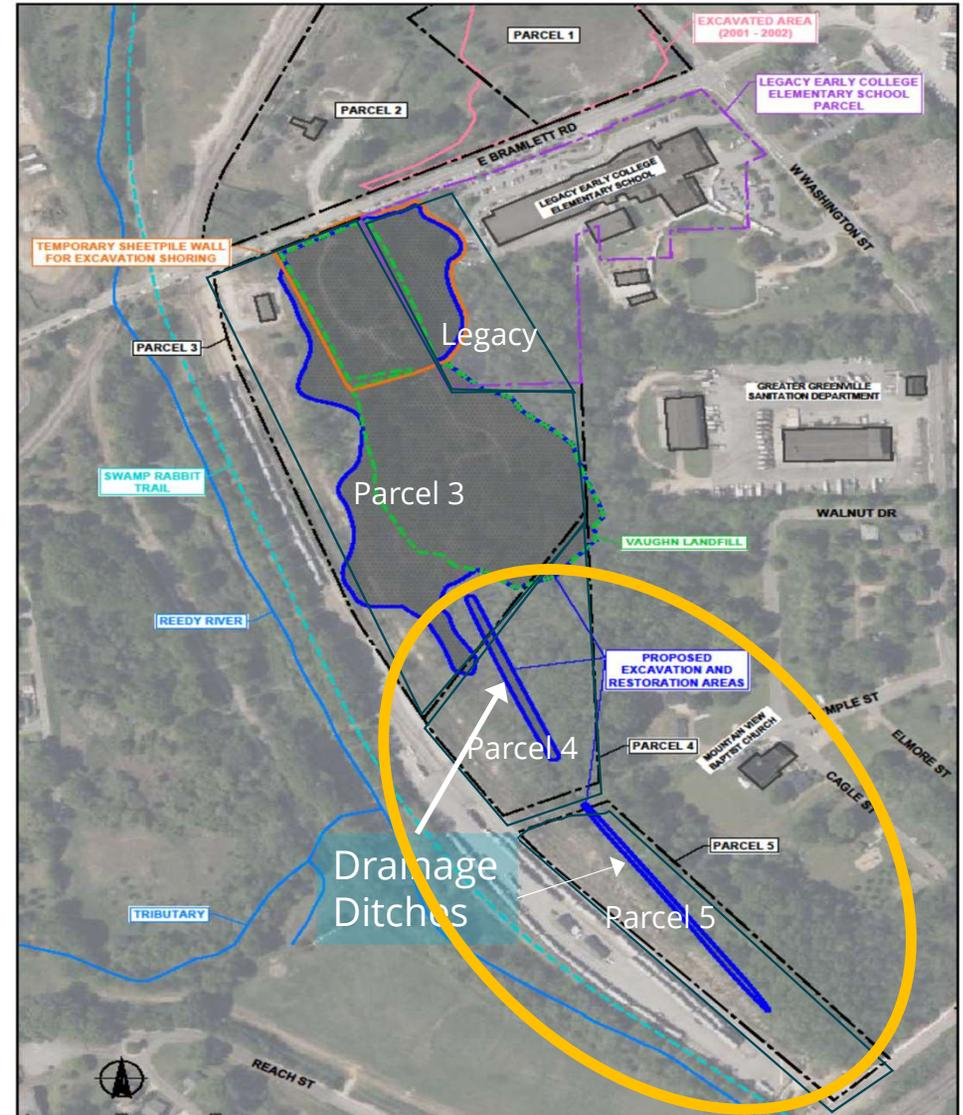 PARCEL 1
EXCAVATED AREA
(2001 - 2002)
LEGACY EARLY COLLEGE
ELEMENTARY SCHOOL
PARCEL
PARCEL 2
E BRAMLETT RD
LEGACY EARLY COLLEGE
ELEMENTARY SCHOOL
W WASHINGTON ST
TEMPORARY SHEETPILE WALL
FOR EXCAVATION SHORING
PARCEL 3
Legacy
GREATER GREENVILLE
SANITATION DEPARTMENT
SWAMP RABBIT
TRAIL
Parcel 3
WALNUT DR
VAUGHN LANDFILL
REEDY RIVER
PROPOSED
EXCAVATION AND
RESTORATION AREAS
MOUNTAIN VIEW
BAPTIST CHURCH
ELMORE ST
CAGLE ST
Parcel 4
PARCEL 4
PARCEL 5
Drainage
Ditches
Parcel 5
TRIBUTARY
REACH ST